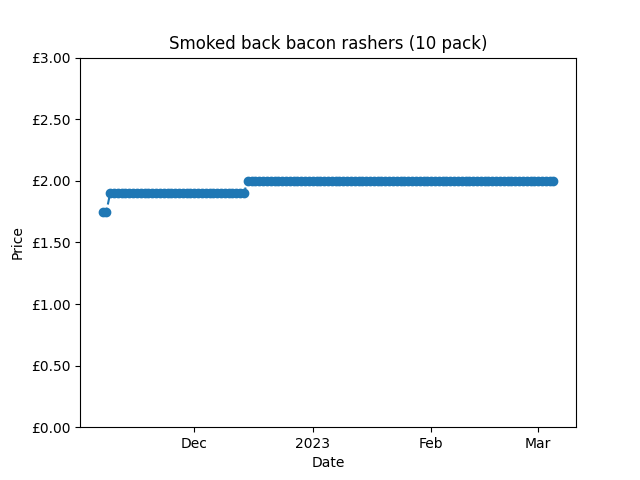 Smoked back bacon rashers (10 pack)
£3.00
£2.50
£2.00
£1.50
£1.00
£0.50
£0.00
Price
Dec
2023
Feb
Mar
Date